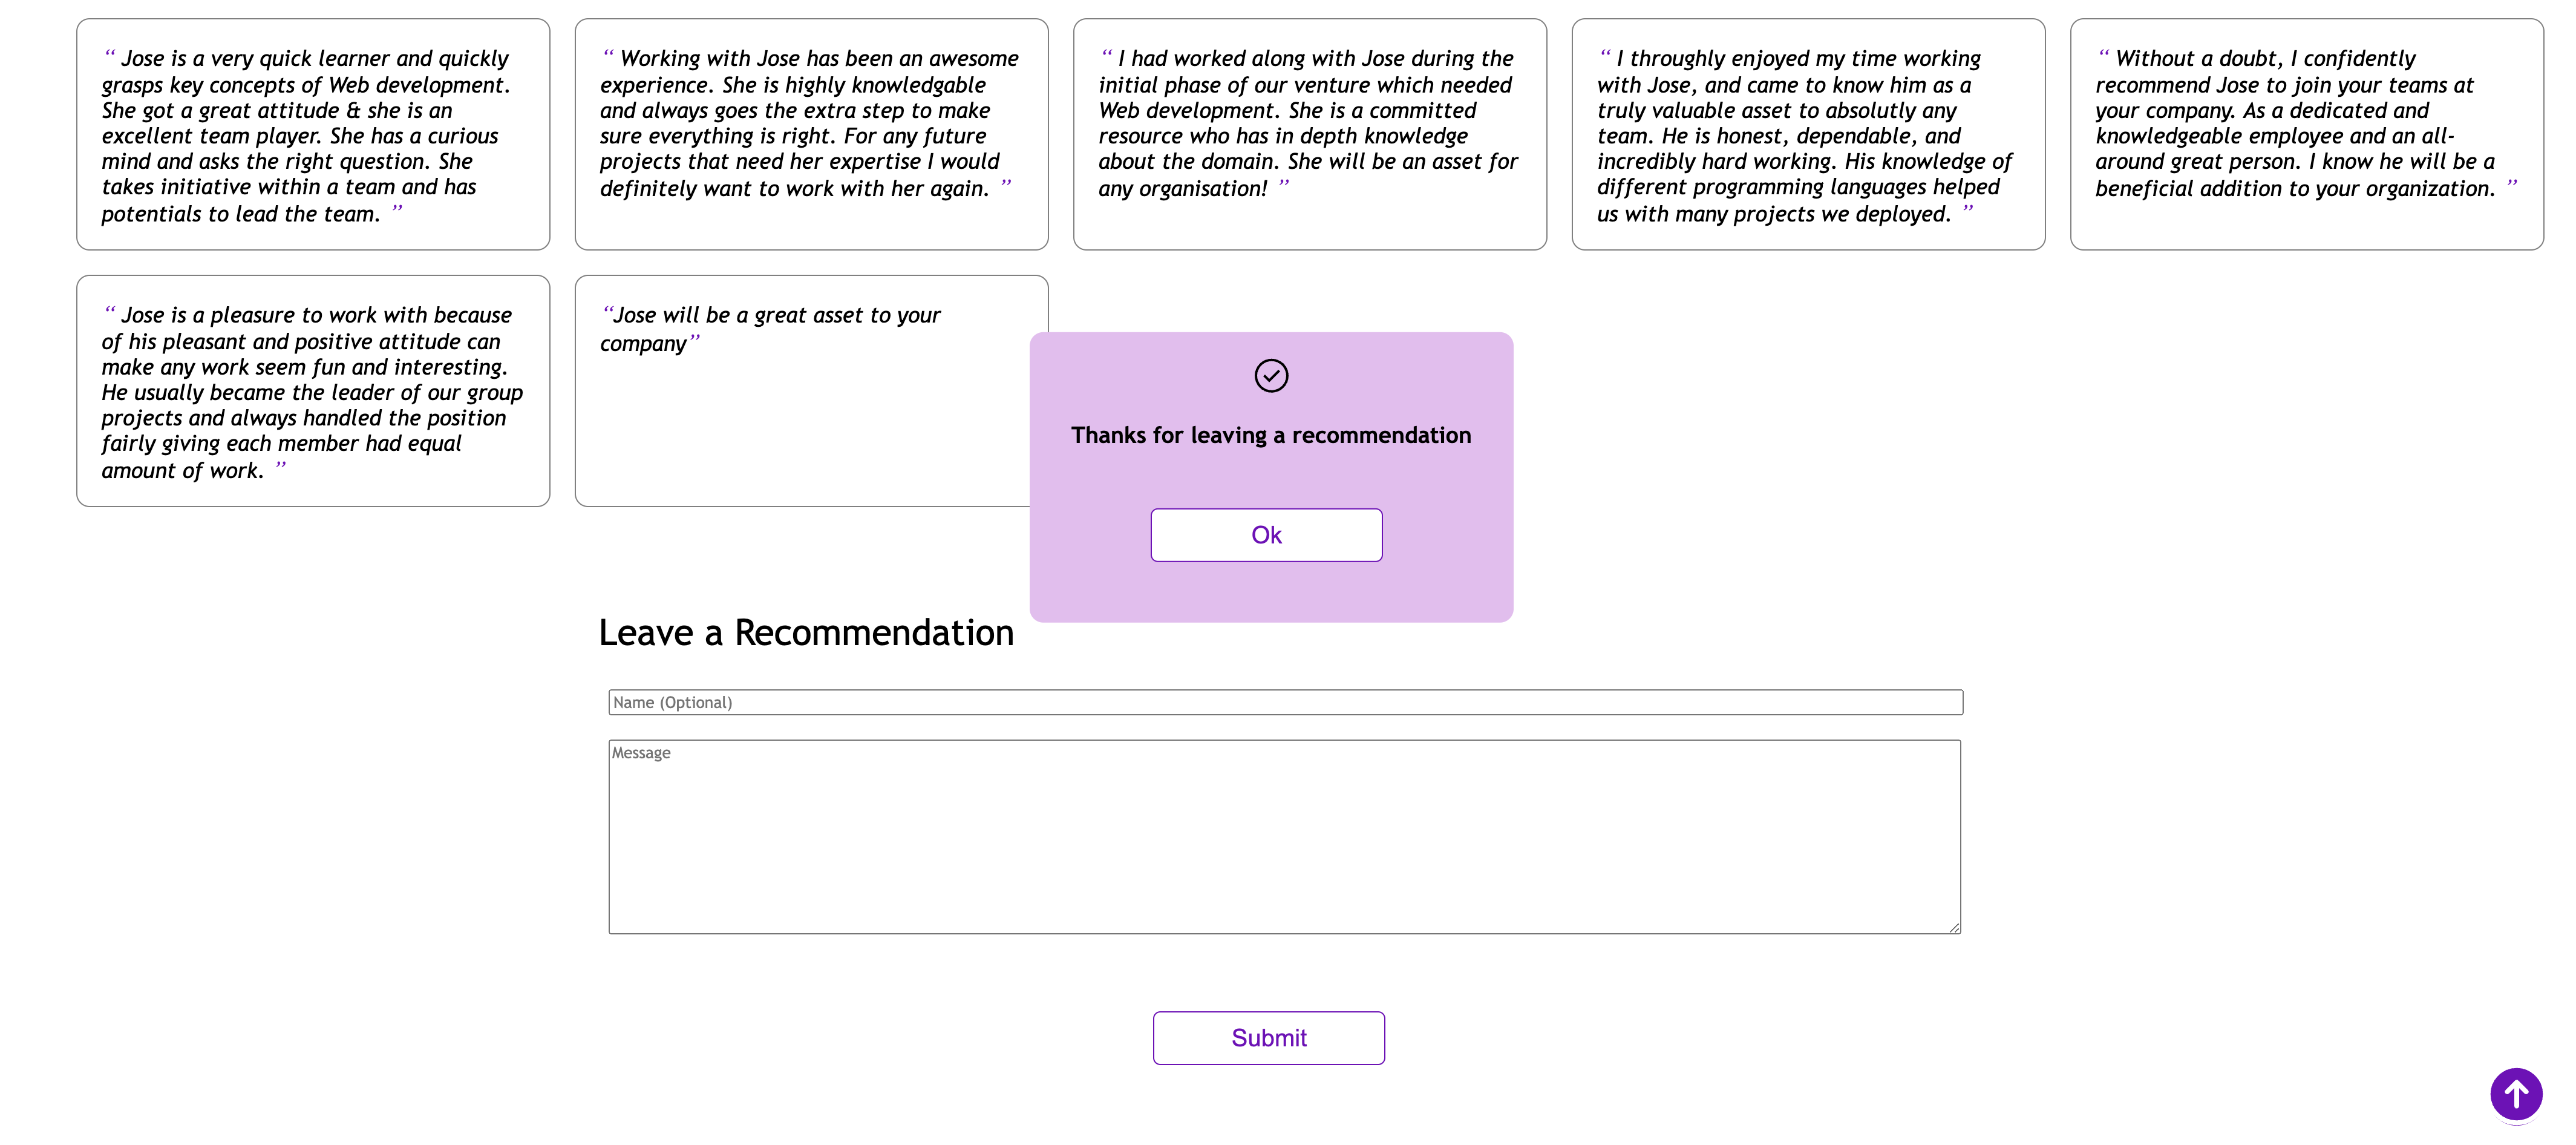 “ Jose is a very quick learner and quickly
grasps key concepts of Web development.
She got a great attitude & she is an
excellent team player. She has a curious
mind and asks the right question. She
takes initiative within a team and has
potentials to lead the team. ”
“ Working with Jose has been an awesome
experience. She is highly knowledgable
and always goes the extra step to make
sure everything is right. For any future
projects that need her expertise I would
definitely want to work with her again. ”
“ I had worked along with Jose during the
initial phase of our venture which needed
Web development. She is a committed
resource who has in depth knowledge
about the domain. She will be an asset for
any organisation! ”
“ I throughly enjoyed my time working
with Jose, and came to know him as a
truly valuable asset to absolutly any
team. He is honest, dependable, and
incredibly hard working. His knowledge of
different programming languages helped
us with many projects we deployed. ”
“ Without a doubt, I confidently
recommend Jose to join your teams at
your company. As a dedicated and
knowledgeable employee and an all-
around great person. I know he will be a
beneficial addition to your organization. ”
“ Jose is a pleasure to work with because
of his pleasant and positive attitude can
make any work seem fun and interesting.
He usually became the leader of our group
projects and always handled the position
fairly giving each member had equal
amount of work. ”
“Jose will be a great asset to your
company”
Thanks for leaving a recommendation
Ok
Leave a Recommendation
Name (Optional)
Message
Submit